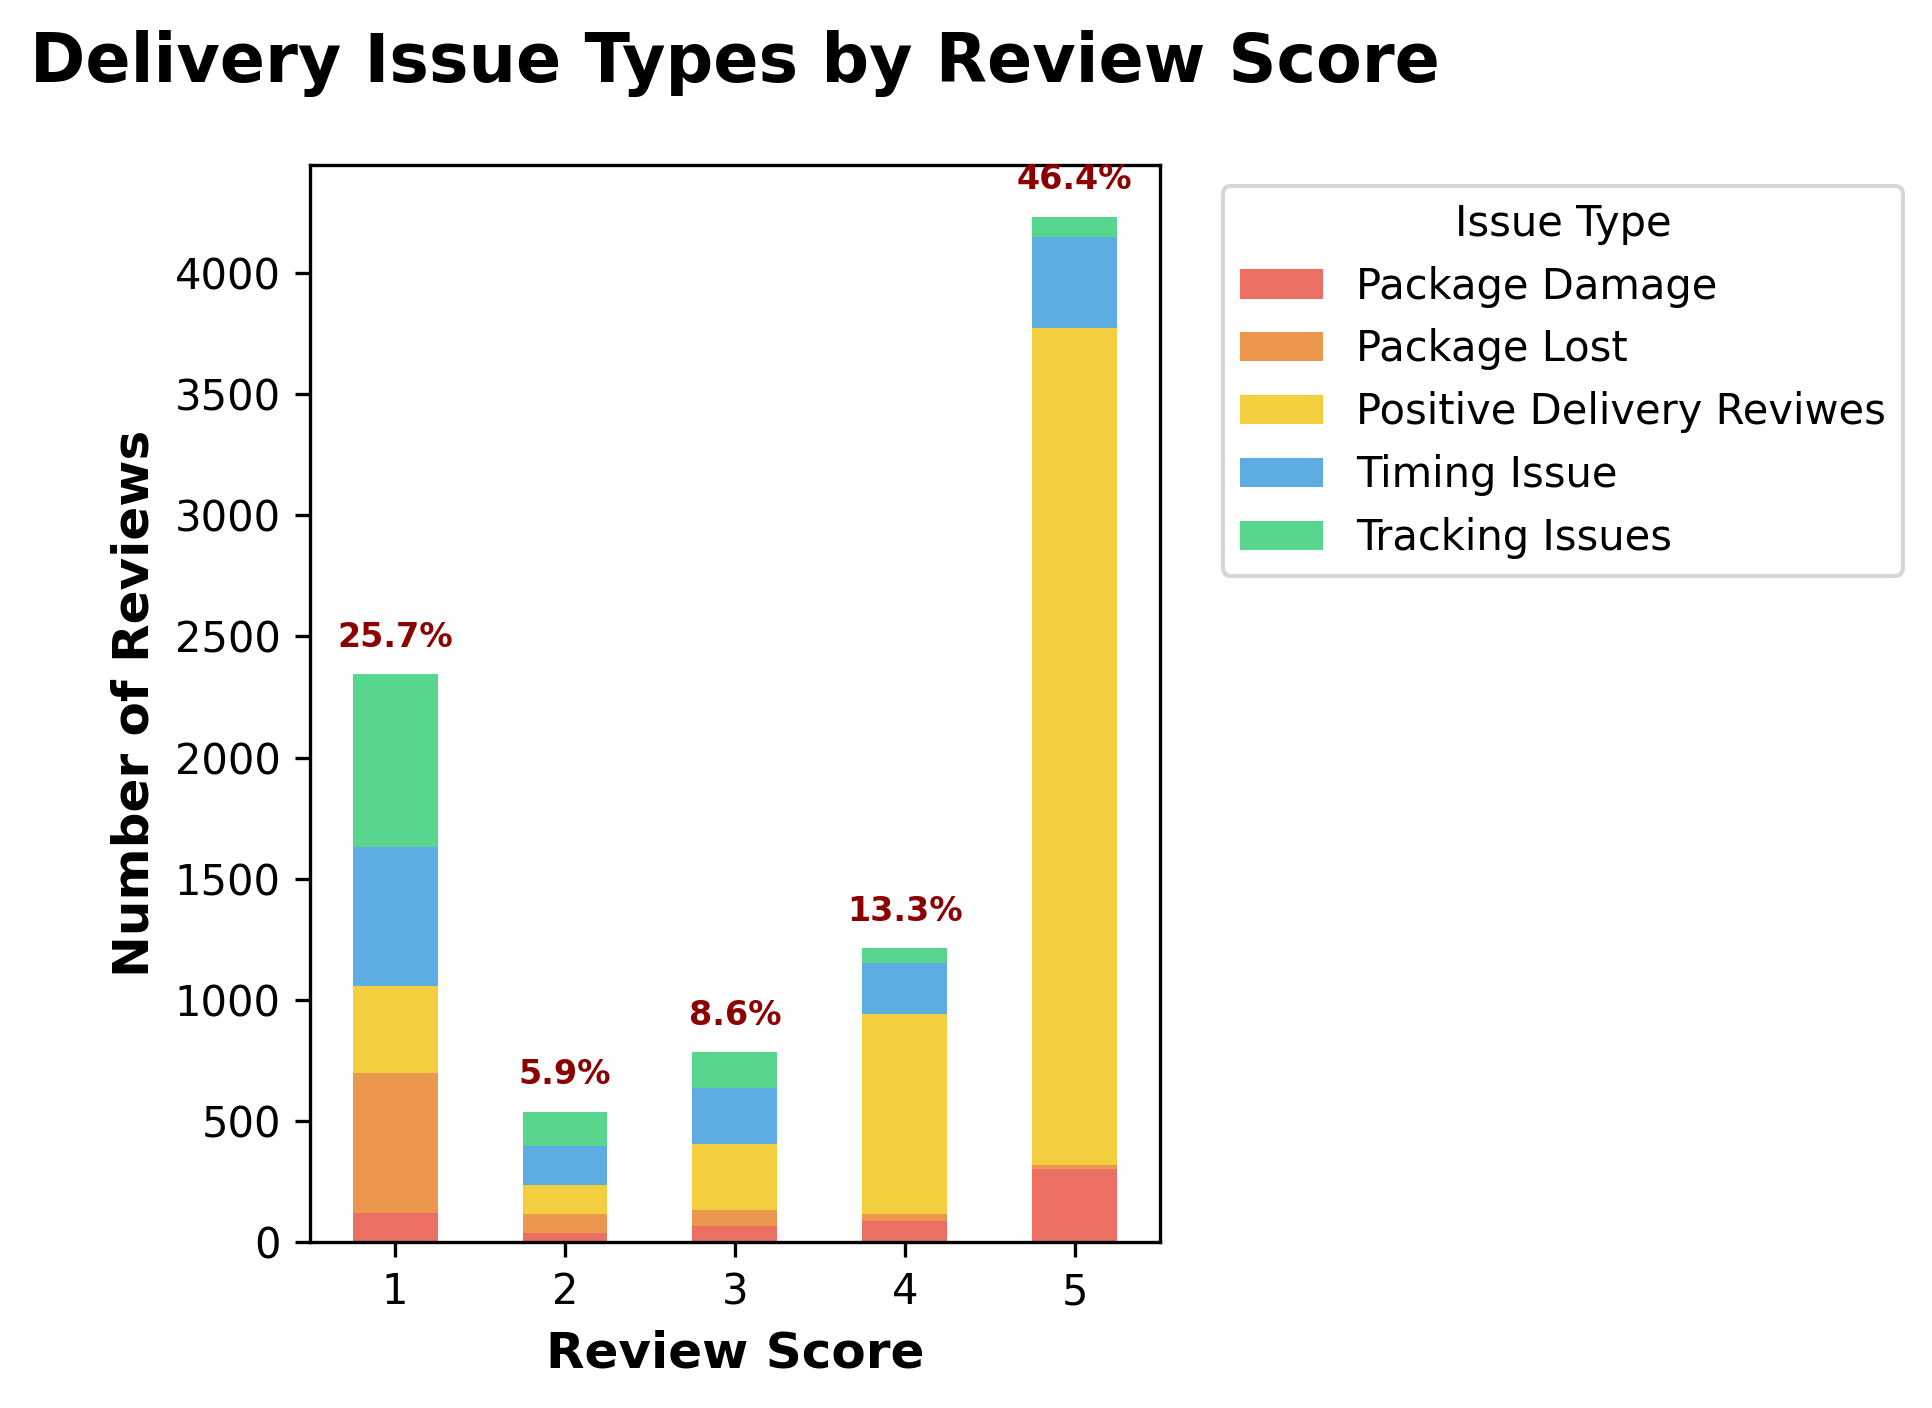 Delivery Issue Types by Review Score
46.4%
Issue Type
Package Damage
Package Lost
Positive Delivery Reviwes
Timing Issue
Tracking Issues
4000
3500
3000
2500
2000
1500
1000
500
0
Number of Reviews
25.7%
5.9%
8.6%
13.3%
1 2 3 4 5
Review Score